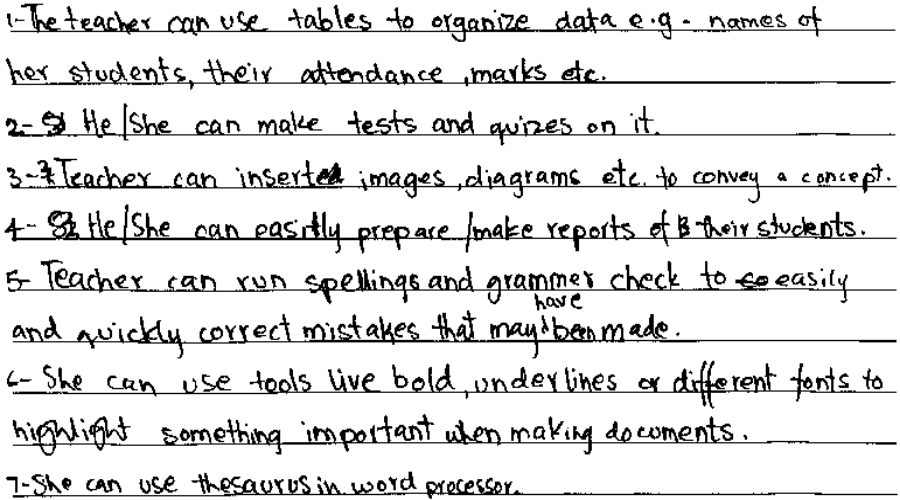 1-The teacher can use tables to organize data e.g. names of
her students, their attendance, marks etc.
2- He/She can make tests and quizes on it.
3- Teacher can insert images, diagrams etc. to convey a concept.
4- He/She can easily prepare/make reports of their students.
5- Teacher can run spellings and grammer check to easily
and quickly correct mistakes that may have been made.
6- She can use tools live bold, underlines or different fonts to
highlight something important when making documents.
7-She can use thesaurus in word processor.